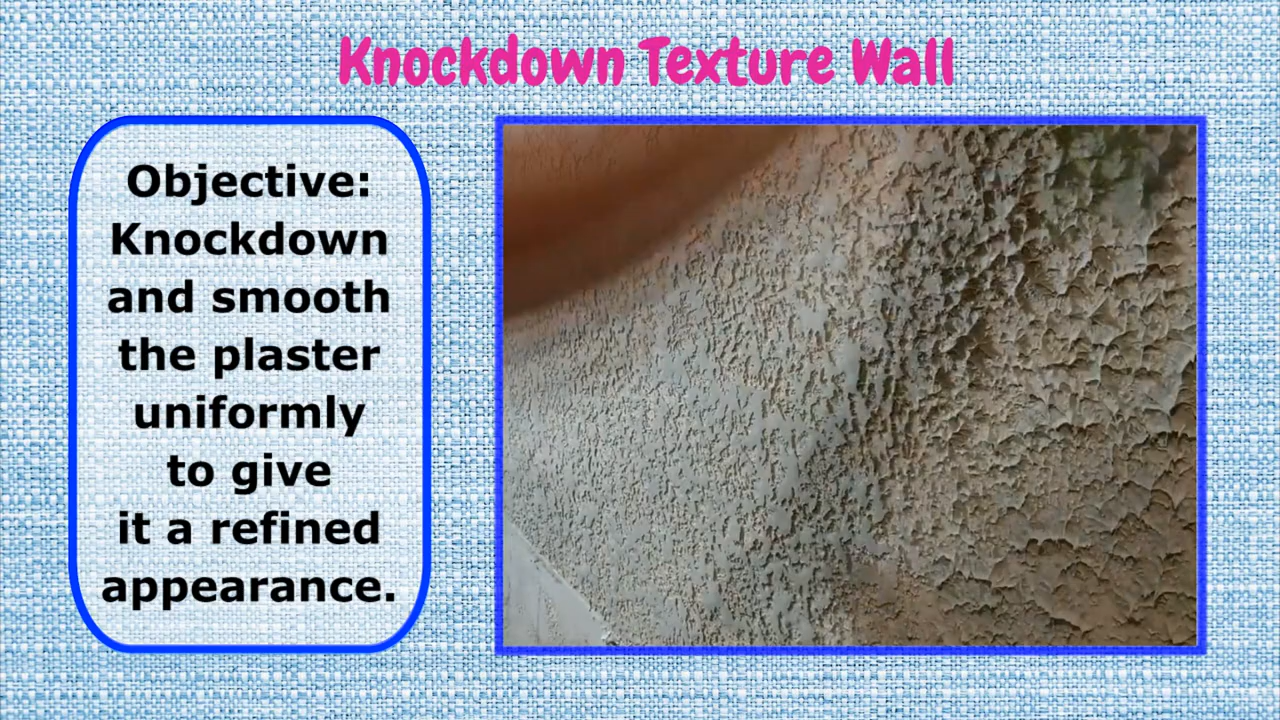 Knockdown Texture Wall
Objective:
Knockdown
and smooth
the plaster
uniformly
to give
it a refined
appearance.